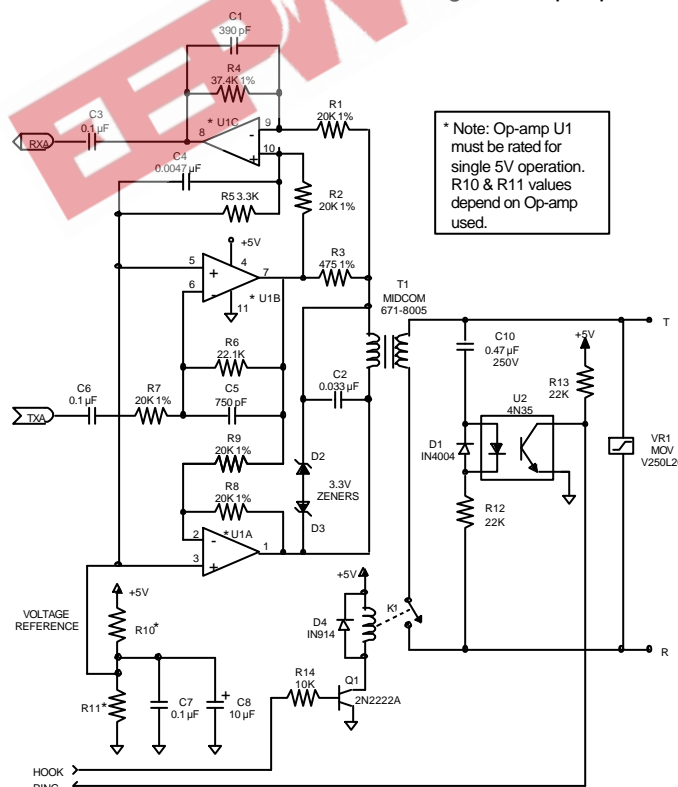 EEPW
C1
390 pF
R4
37.4K 1%
C3
0.1 µF
RXA
* U1C
8
9
10
-
+
R1
20K 1%
C4
0.0047 µF
R5 3.3K
R2
20K 1%
* Note: Op-amp U1
must be rated for
single 5V operation.
R10 & R11 values
depend on Op-amp
used.
+5V
5
4
6
7
+
-
11
* U1B
R3
475 1%
T1
MIDCOM
671-8005
T
R6
22.1K
C2
0.033 µF
C10
0.47 µF
250V
+5V
R13
22K
C6
0.1 µF
R7
20K 1%
C5
750 pF
TXA
U2
4N35
D1
IN4004
VR1
MOV
V250L2
R9
20K 1%
D2
3.3V
ZENERS
R8
20K 1%
D3
R12
22K
2
-
* U1A
1
3
+
+5V
+5V
VOLTAGE
REFERENCE
R10*
D4
IN914
K1
R
R11*
C7
0.1 µF
+
C8
10 µF
R14
10K
Q1
2N2222A
HOOK